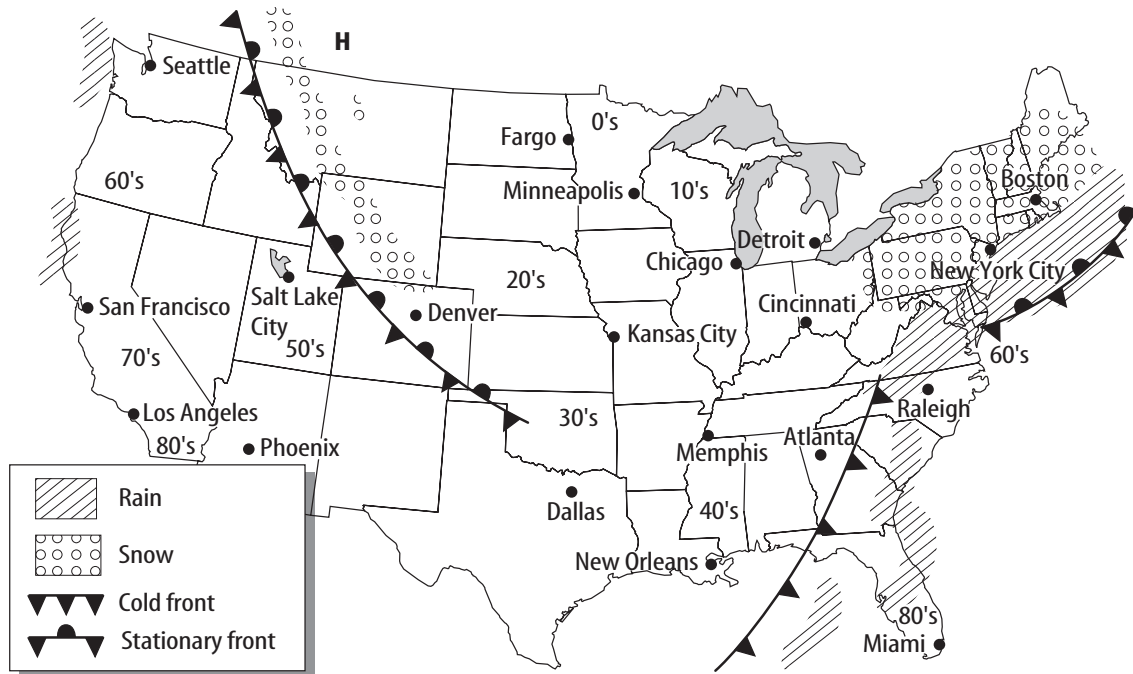 H
Seattle
Fargo
0's
60's
Minneapolis
10's
Boston
Detroit
Chicago
New York City
20's
San Francisco
Salt Lake
City
50's
Denver
Cincinnati
Kansas City
70's
60's
Los Angeles
80's
Phoenix
30's
Raleigh
Memphis
Atlanta
Dallas
40's
New Orleans
80's
Miami
Rain
Snow
Cold front
Stationary front